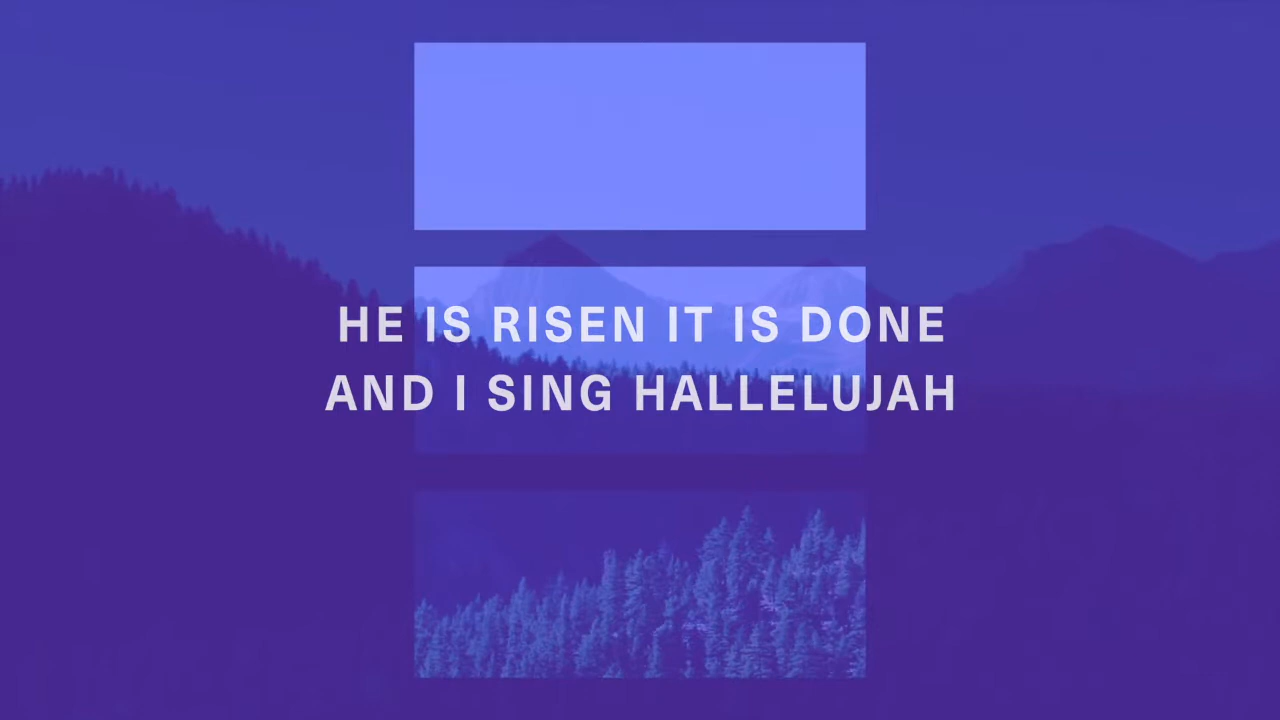 HE IS RISEN IT IS DONE
AND I SING HALLELUJAH